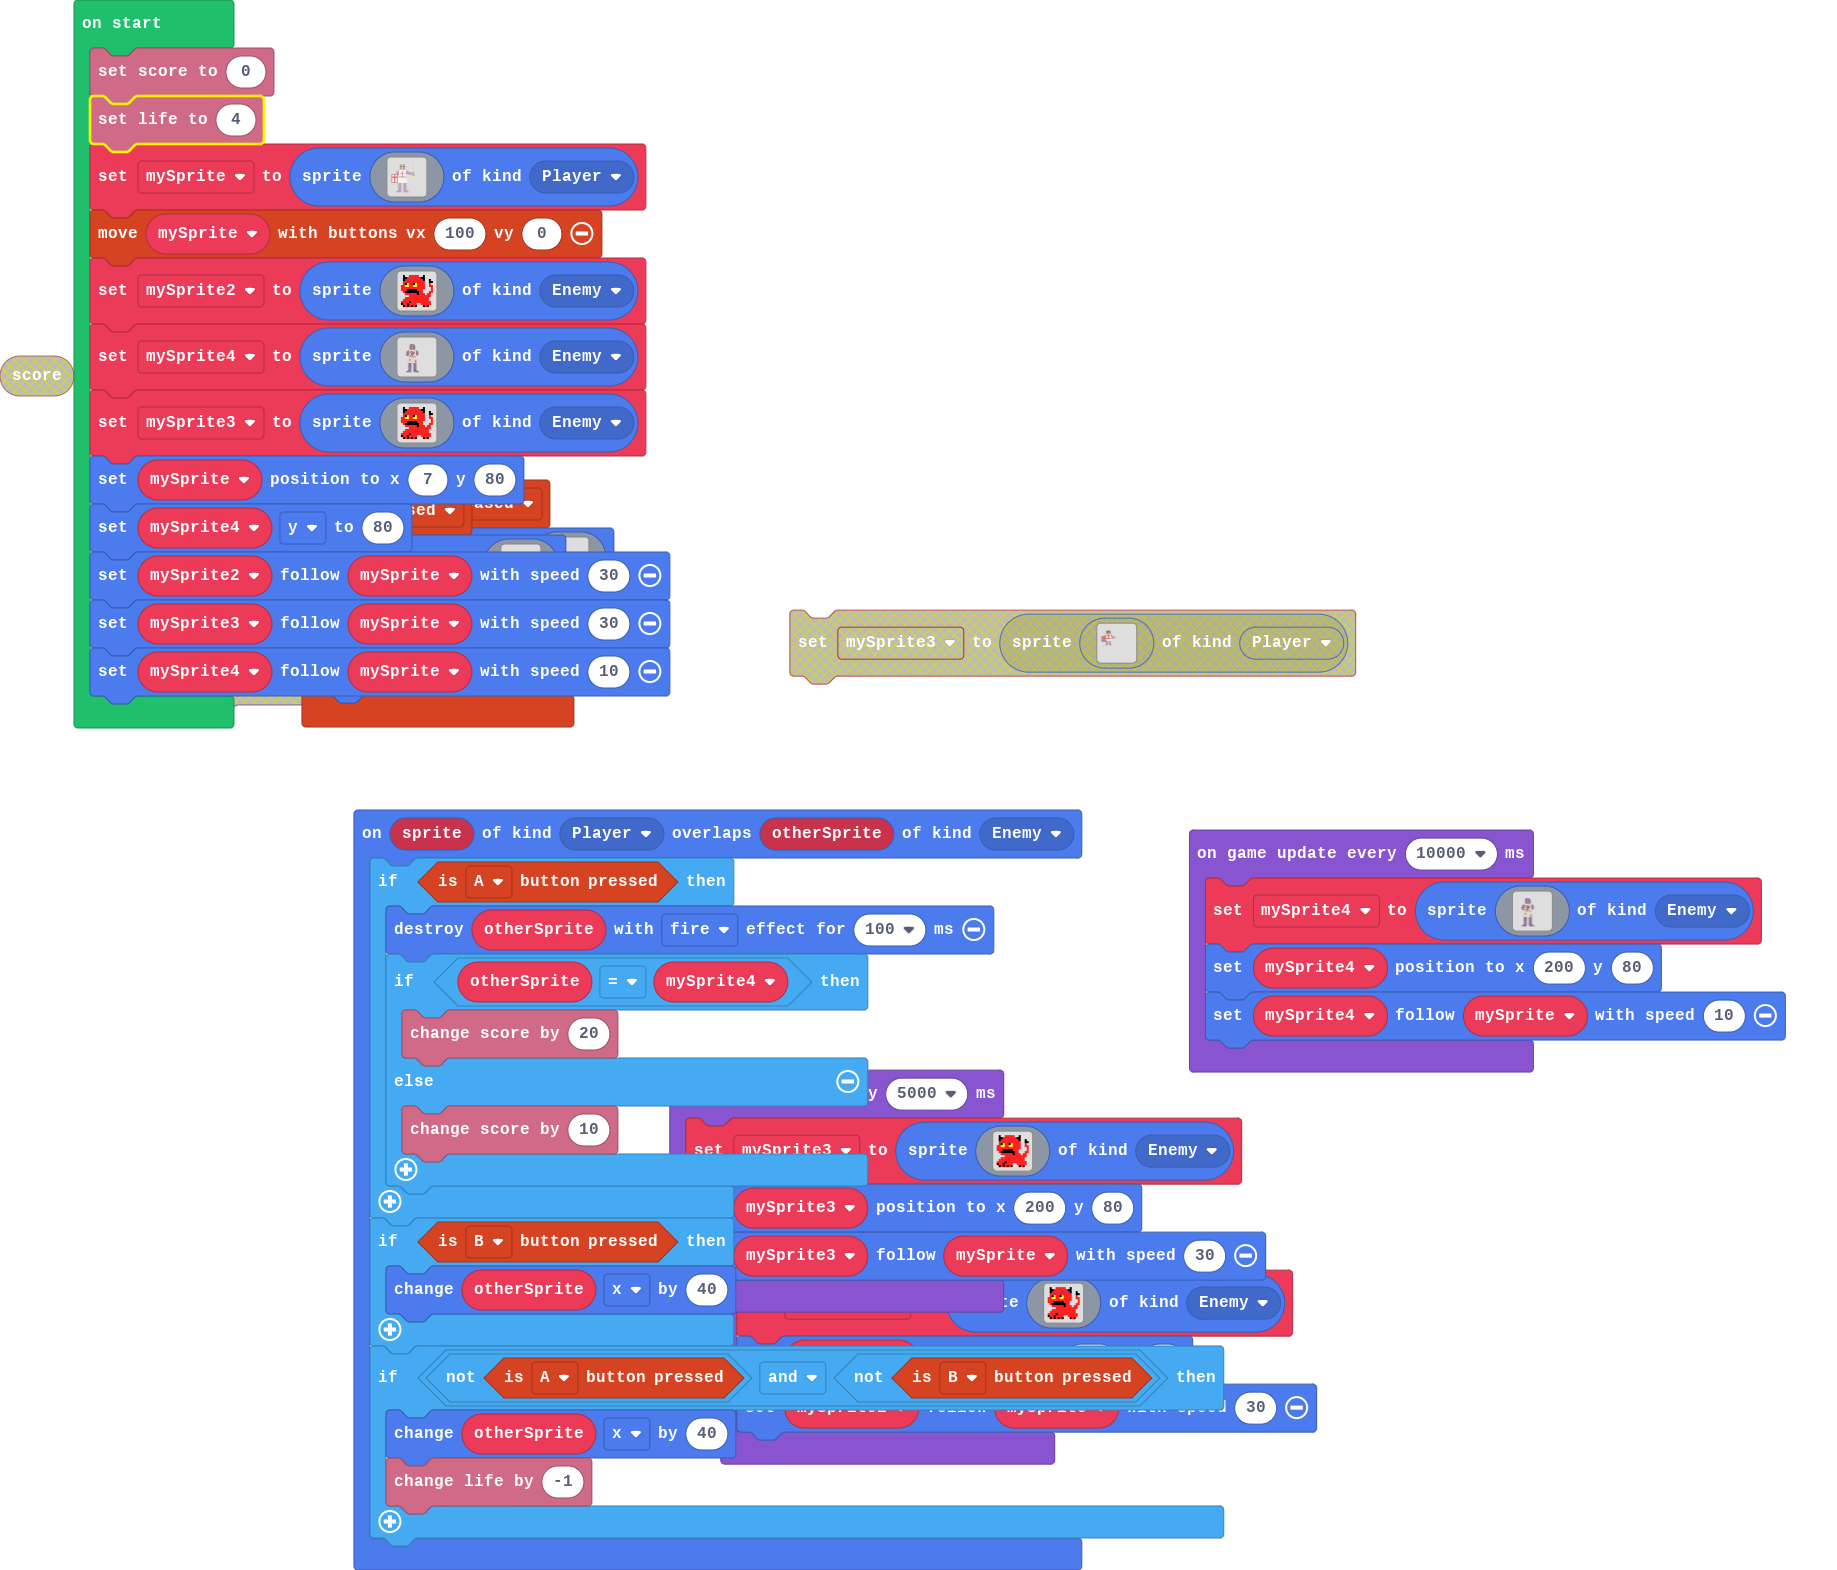 on start
set score to 0
set life to 4
set mySprite to sprite of kind Player
move mySprite with buttons vx 100 vy 0
set mySprite2 to sprite of kind Enemy
set mySprite4 to sprite of kind Enemy
score
set mySprite3 to sprite of kind Enemy
set mySprite position to x 7 y 80
set mySprite4 y to 80
set mySprite2 follow mySprite with speed 30
set mySprite3 follow mySprite with speed 30
set mySprite4 follow mySprite with speed 10
set mySprite3 to sprite of kind Player
on sprite of kind Player overlaps otherSprite of kind Enemy
if is A button pressed then
destroy otherSprite with fire effect for 100 ms
if otherSprite = mySprite4 then
change score by 20
else
change score by 10
if is B button pressed then
change otherSprite x by 40
if not is A button pressed and not is B button pressed then
change otherSprite x by 40
change life by -1
on game update every 10000 ms
set mySprite4 to sprite of kind Enemy
set mySprite4 position to x 200 y 80
set mySprite4 follow mySprite with speed 10
y 5000 ms
set mySprite3 to sprite of kind Enemy
mySprite3 position to x 200 y 80
mySprite3 follow mySprite with speed 30
of kind Enemy
30